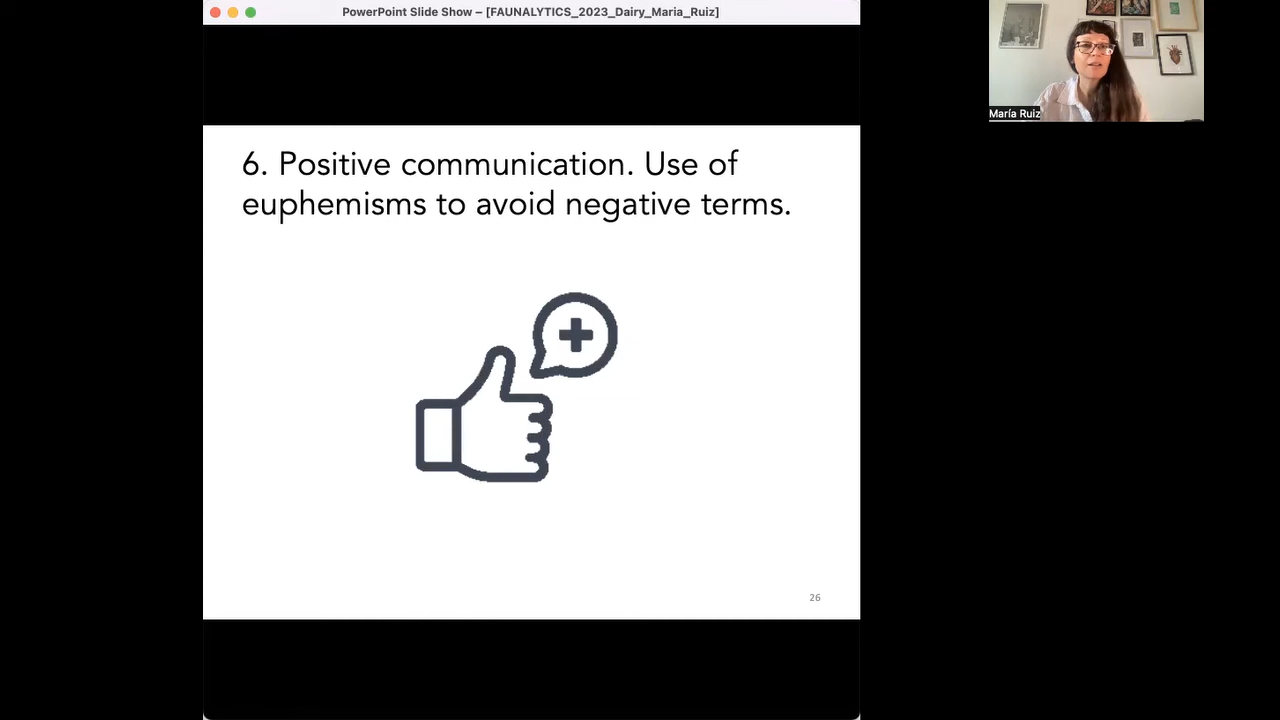 PowerPoint Slide Show – [FAUNALYTICS_2023_Dairy_Maria_Ruiz]
María Ruiz
6. Positive communication. Use of
euphemisms to avoid negative terms.
26